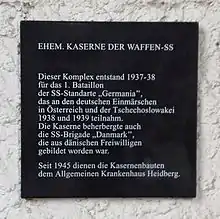 EHEM. KASERNE DER WAFFEN-SS
Dieser Komplex entstand 1937-38
für das 1. Bataillon
der SS-Standarte „Germania“,
das an den deutschen Einmärschen
in Österreich und der Tschechoslowakei
1938 und 1939 teilnahm.
Die Kaserne beherbergte auch
die SS-Brigade „Danmark“,
die aus dänischen Freiwilligen
gebildet worden war.
Seit 1945 dienen die Kasernenbauten
dem Allgemeinen Krankenhaus Heidberg.